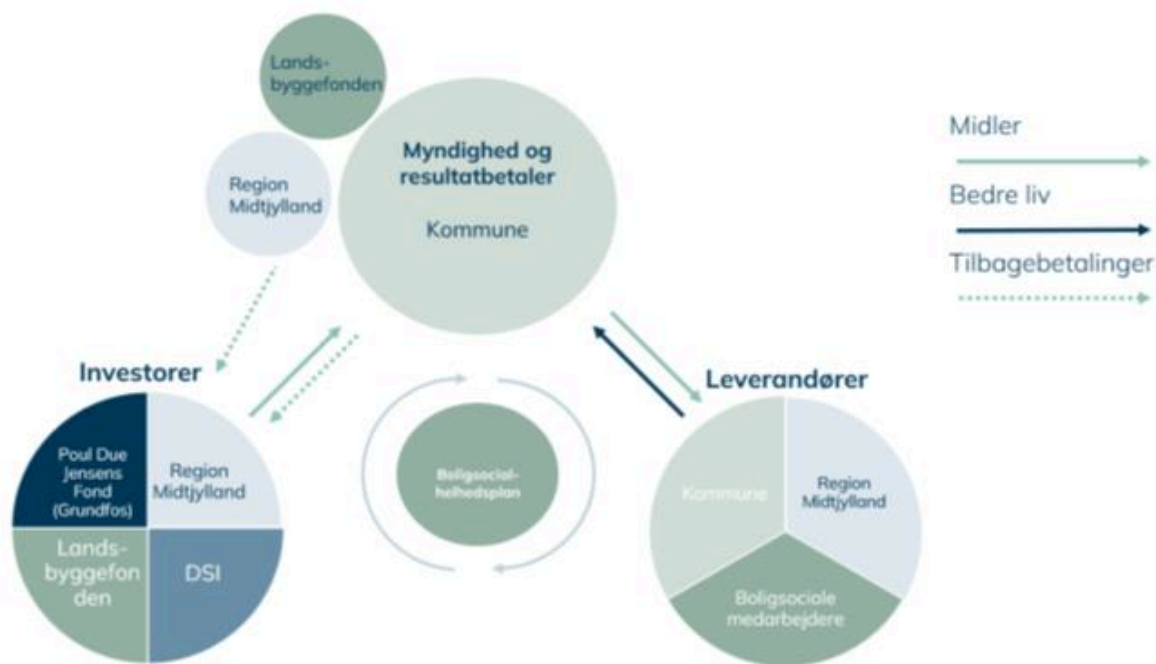 Lands-
byggefonden
Myndighed og
resultatbetaler
Kommune
Region
Midtjylland
Midler
Bedre liv
Tilbagebetalinger
Investorer
Poul Due
Jensens
Fond
(Grundfos)
Region
Midtjylland
Lands-
byggefon
den
DSI
Boligsocial-
helhedsplan
Leverandører
Kommune
Region
Midtjylland
Boligsociale
medarbejdere